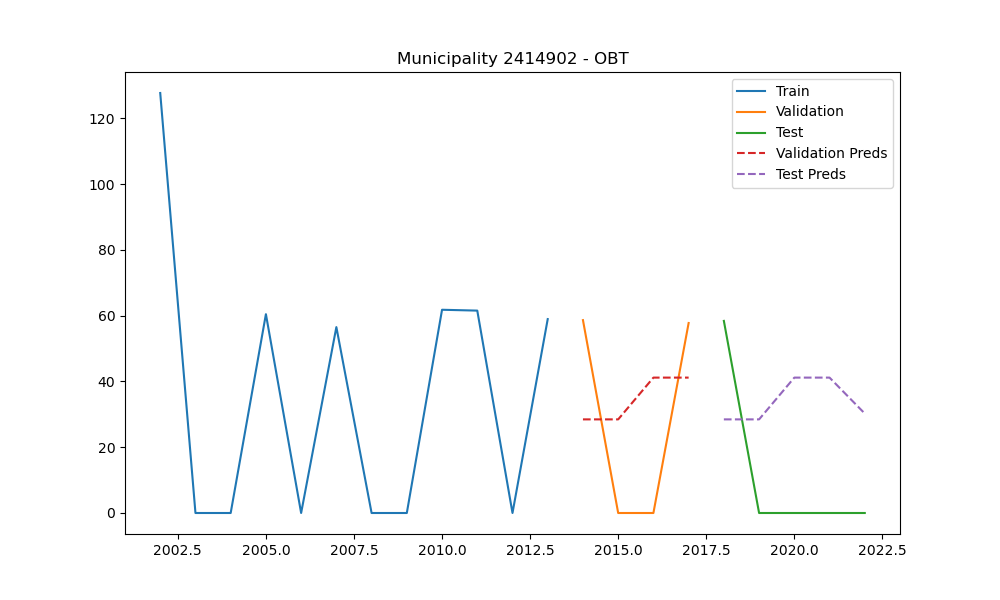 Municipality 2414902 - OBT
Train
Validation
Test
Validation Preds
Test Preds
120
100
80
60
40
20
0
2002.5 2005.0 2007.5 2010.0 2012.5 2015.0 2017.5 2020.0 2022.5